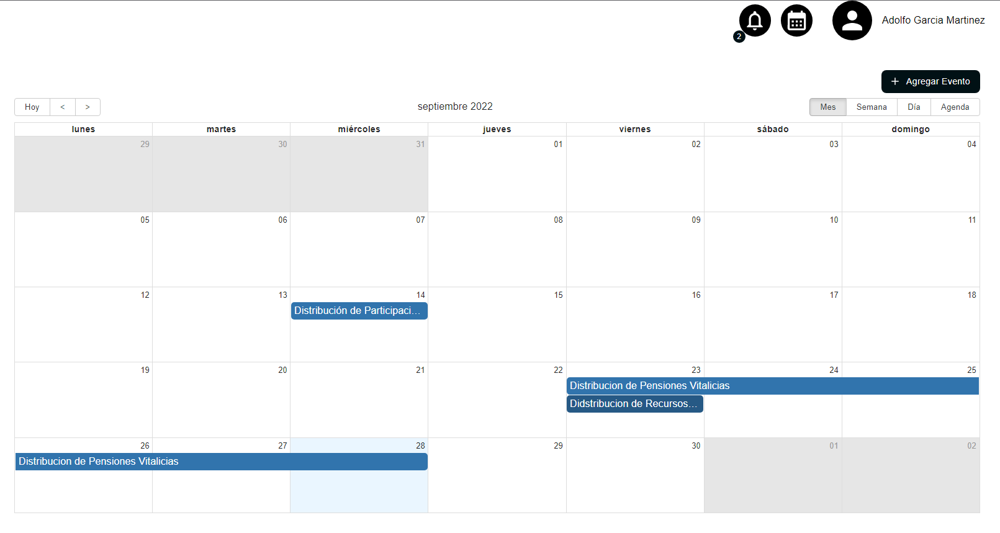 2
Adolfo Garcia Martinez
+ Agregar Evento
Hoy < >
septiembre 2022
Mes Semana Día Agenda
lunes martes miércoles jueves viernes sábado domingo
29 30 31 01 02 03 04
05 06 07 08 09 10 11
12 13 14 15 16 17 18
Distribución de Participaci...
19 20 21 22 23 24 25
Distribucion de Pensiones Vitalicias
Didstribucion de Recursos...
26 27 28 29 30 01 02
Distribucion de Pensiones Vitalicias